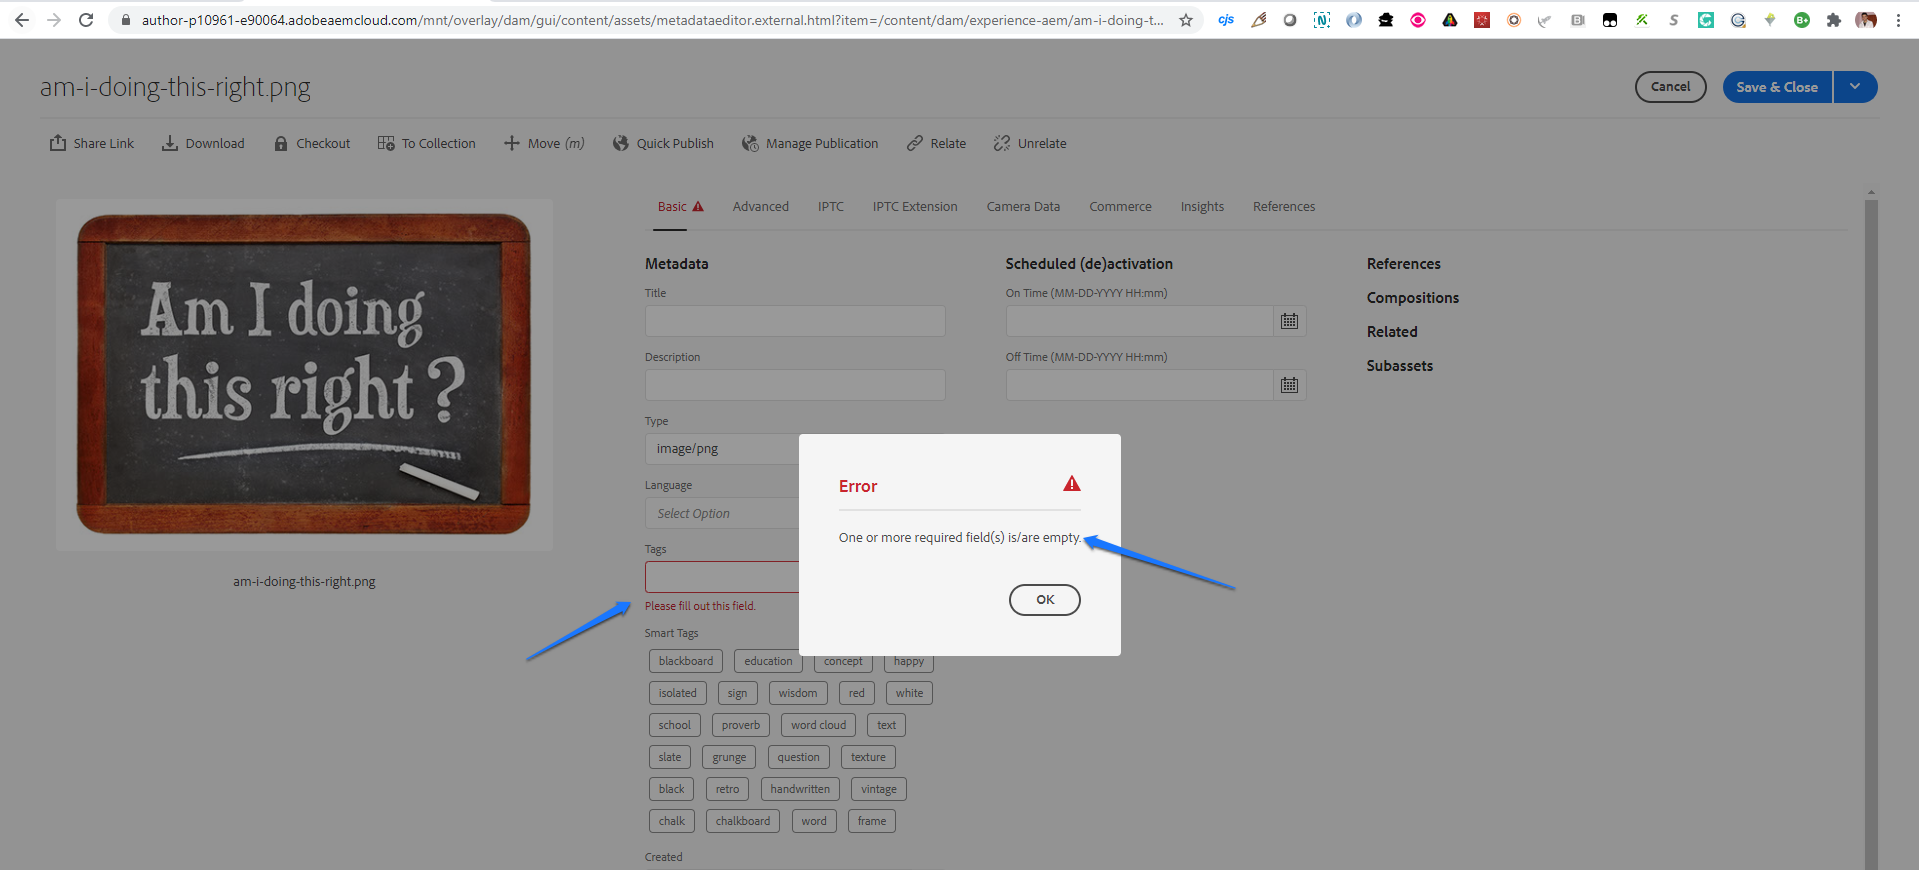 author-p10961-e90064.adobeaemcloud.com/mnt/overlay/dam/gui/content/assets/metadataeditor.external.html?item=/content/dam/experience-aem/am-i-doing-t...
cjs
am-i-doing-this-right.png
Cancel
Save & Close
Share Link
Download
Checkout
To Collection
Move (m)
Quick Publish
Manage Publication
Relate
Unrelate
Am I doing
this right?
am-i-doing-this-right.png
Basic
Advanced
IPTC
IPTC Extension
Camera Data
Commerce
Insights
References
Metadata
Title
Description
Type
image/png
Language
Select Option
Tags
Please fill out this field.
Smart Tags
blackboard education concept happy
isolated sign wisdom red white
school proverb word cloud text
slate grunge question texture
black retro handwritten vintage
chalk chalkboard word frame
Created
Scheduled (de)activation
On Time (MM-DD-YYYY HH:mm)
Off Time (MM-DD-YYYY HH:mm)
References
Compositions
Related
Subassets
Error
One or more required field(s) is/are empty.
OK